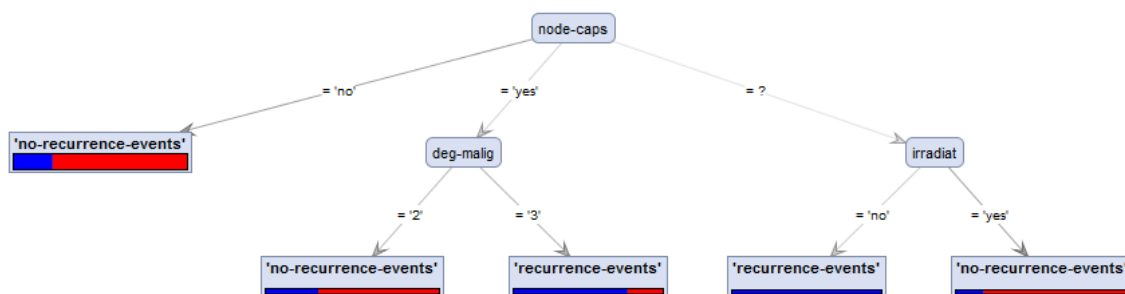 node-caps
= 'no'
= 'yes'
= ?
'no-recurrence-events'
deg-malig
irradiat
= '2'
= '3'
= 'no'
= 'yes'
'no-recurrence-events'
'recurrence-events'
'recurrence-events'
'no-recurrence-events'